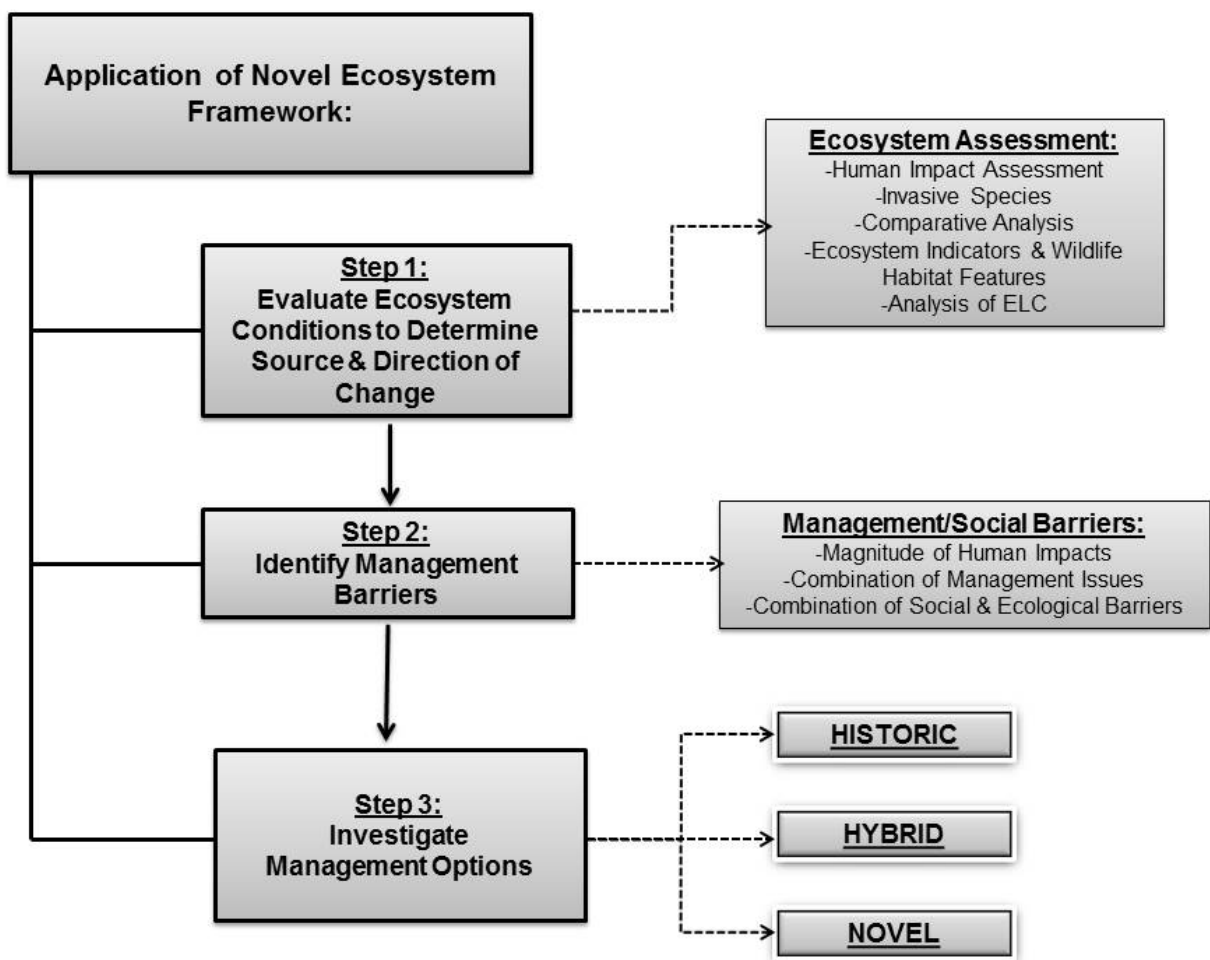 Application of Novel Ecosystem
Framework:
Ecosystem Assessment:
-Human Impact Assessment
-Invasive Species
-Comparative Analysis
-Ecosystem Indicators & Wildlife
Habitat Features
-Analysis of ELC
Step 1:
Evaluate Ecosystem
Conditions to Determine
Source & Direction of
Change
Step 2:
Identify Management
Barriers
Management/Social Barriers:
-Magnitude of Human Impacts
-Combination of Management Issues
-Combination of Social & Ecological Barriers
Step 3:
Investigate
Management Options
HISTORIC
HYBRID
NOVEL